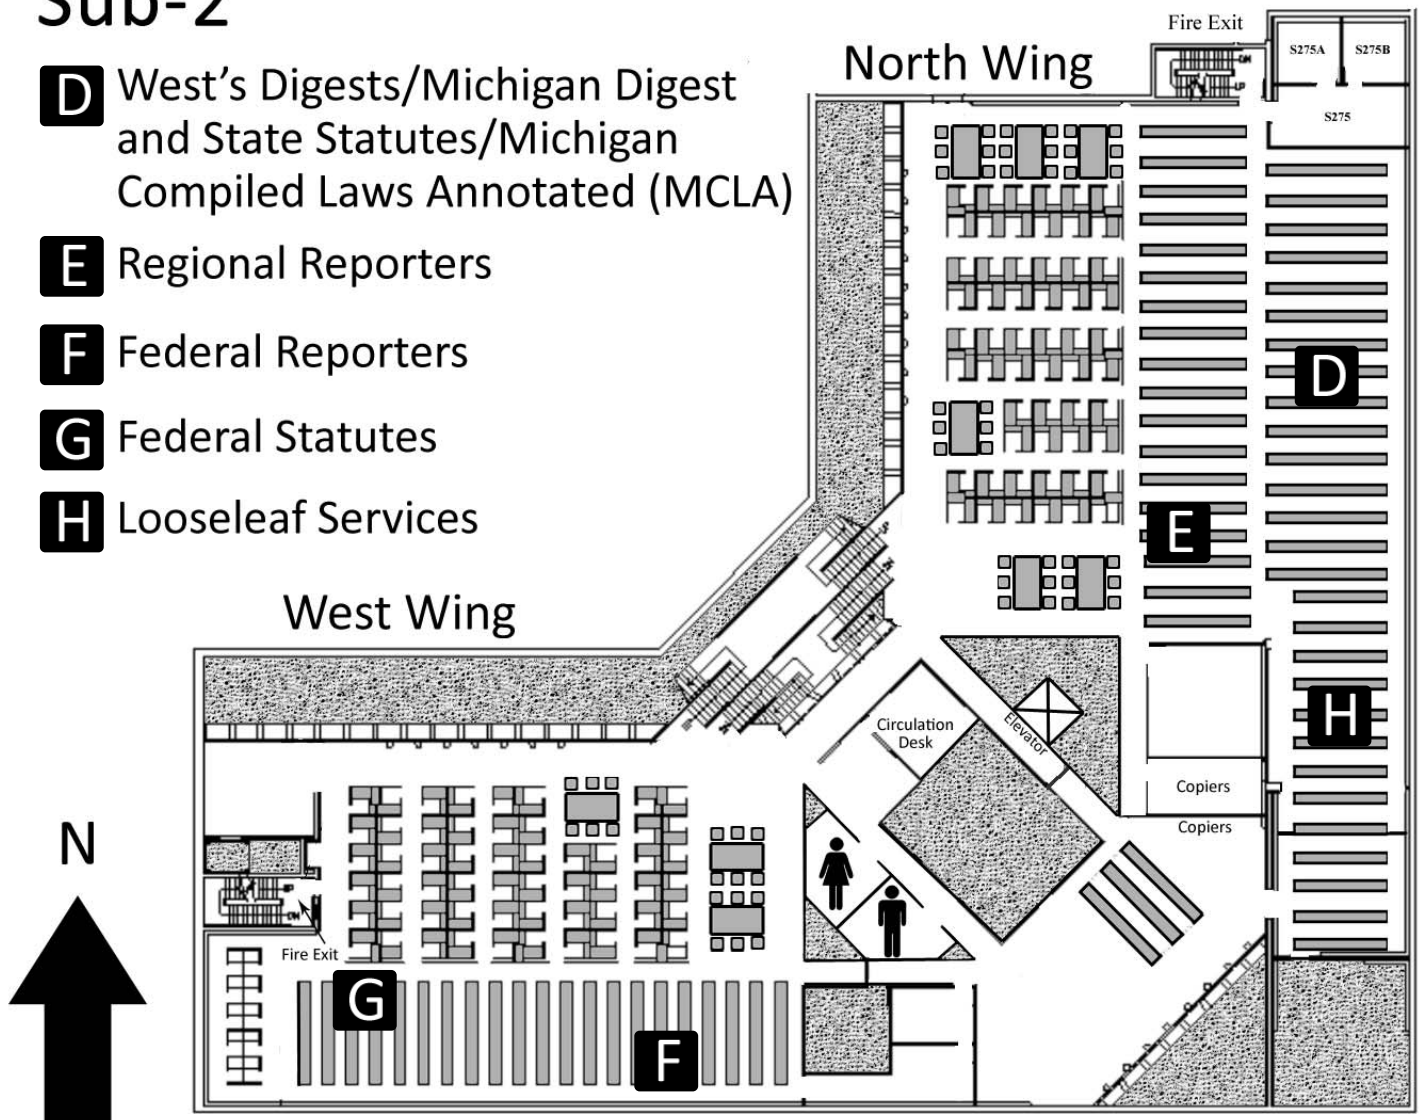 Sub-2
D West's Digests/Michigan Digest
and State Statutes/Michigan
Compiled Laws Annotated (MCLA)
E Regional Reporters
F Federal Reporters
G Federal Statutes
H Looseleaf Services
North Wing
Fire Exit
S275A
S275B
S275
DN
UP
D
E
West Wing
H
Circulation
Desk
Elevator
Copiers
Copiers
N
Fire Exit
G
F